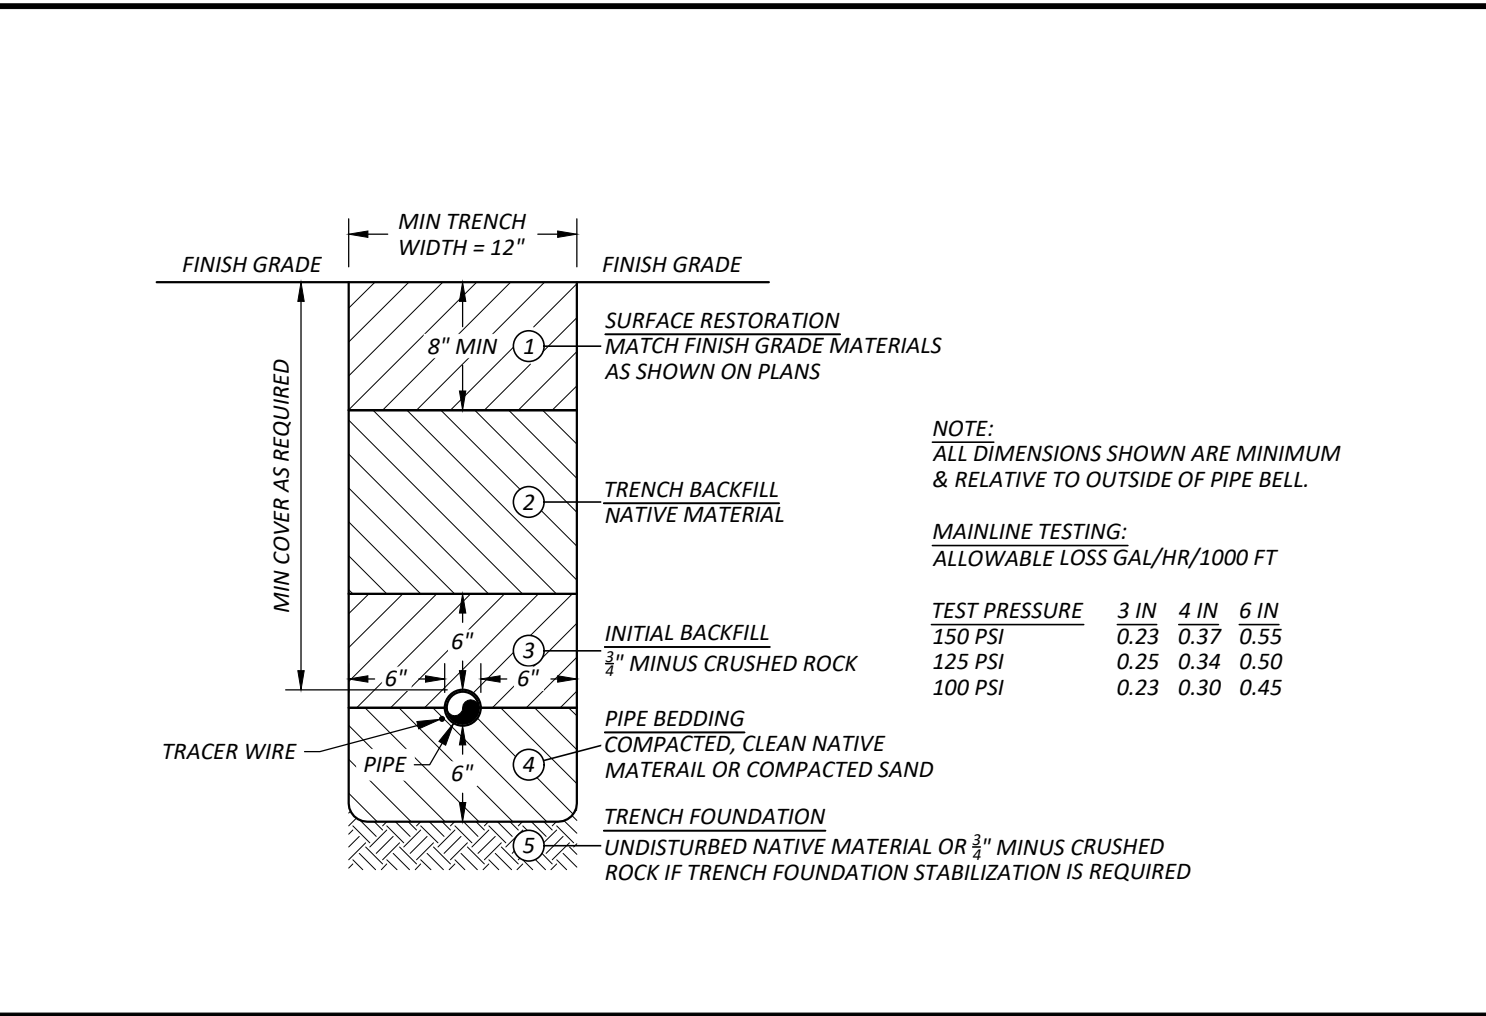 MIN TRENCH
WIDTH = 12"
FINISH GRADE
FINISH GRADE
MIN COVER AS REQUIRED
8" MIN
1
SURFACE RESTORATION
MATCH FINISH GRADE MATERIALS
AS SHOWN ON PLANS
2
TRENCH BACKFILL
NATIVE MATERIAL
6"
3
6"
6"
INITIAL BACKFILL
3/4" MINUS CRUSHED ROCK
TRACER WIRE
PIPE
6"
4
PIPE BEDDING
COMPACTED, CLEAN NATIVE
MATERAIL OR COMPACTED SAND
5
TRENCH FOUNDATION
UNDISTURBED NATIVE MATERIAL OR 3/4" MINUS CRUSHED
ROCK IF TRENCH FOUNDATION STABILIZATION IS REQUIRED
NOTE:
ALL DIMENSIONS SHOWN ARE MINIMUM
& RELATIVE TO OUTSIDE OF PIPE BELL.
MAINLINE TESTING:
ALLOWABLE LOSS GAL/HR/1000 FT
TEST PRESSURE 3 IN 4 IN 6 IN
150 PSI 0.23 0.37 0.55
125 PSI 0.25 0.34 0.50
100 PSI 0.23 0.30 0.45